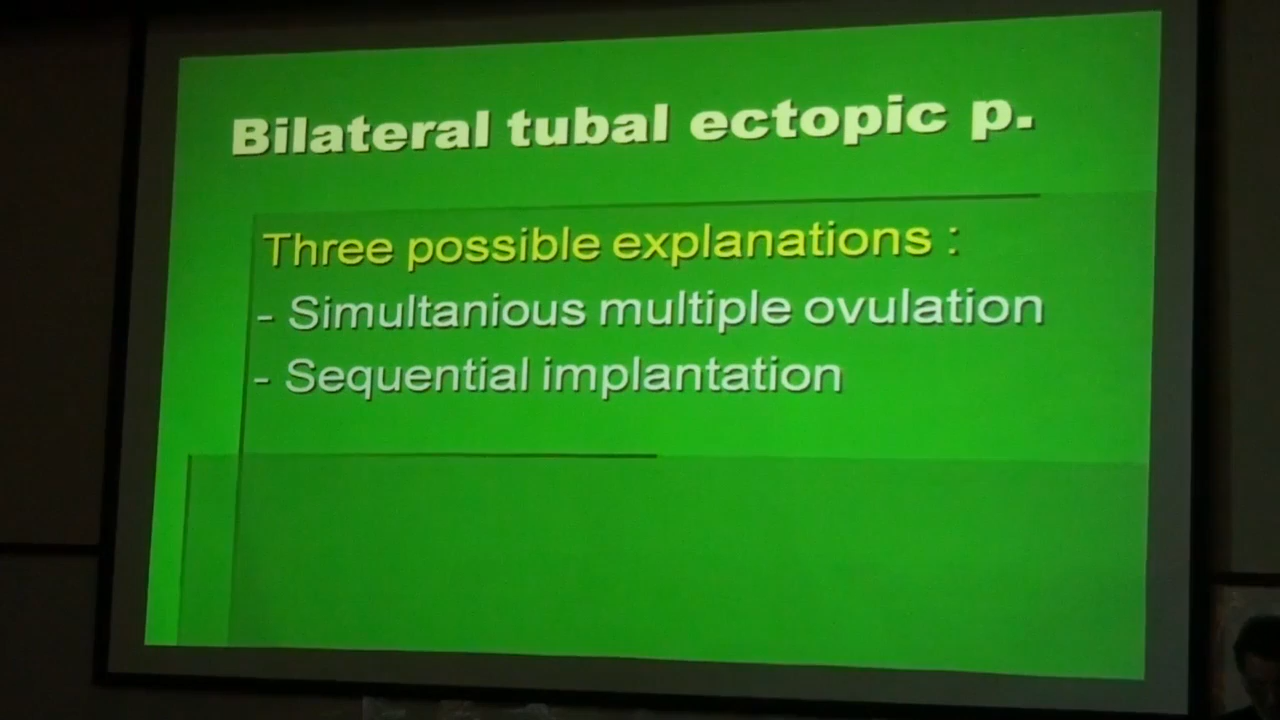 Bilateral tubal ectopic p.
Three possible explanations :
- Simultanious multiple ovulation
- Sequential implantation